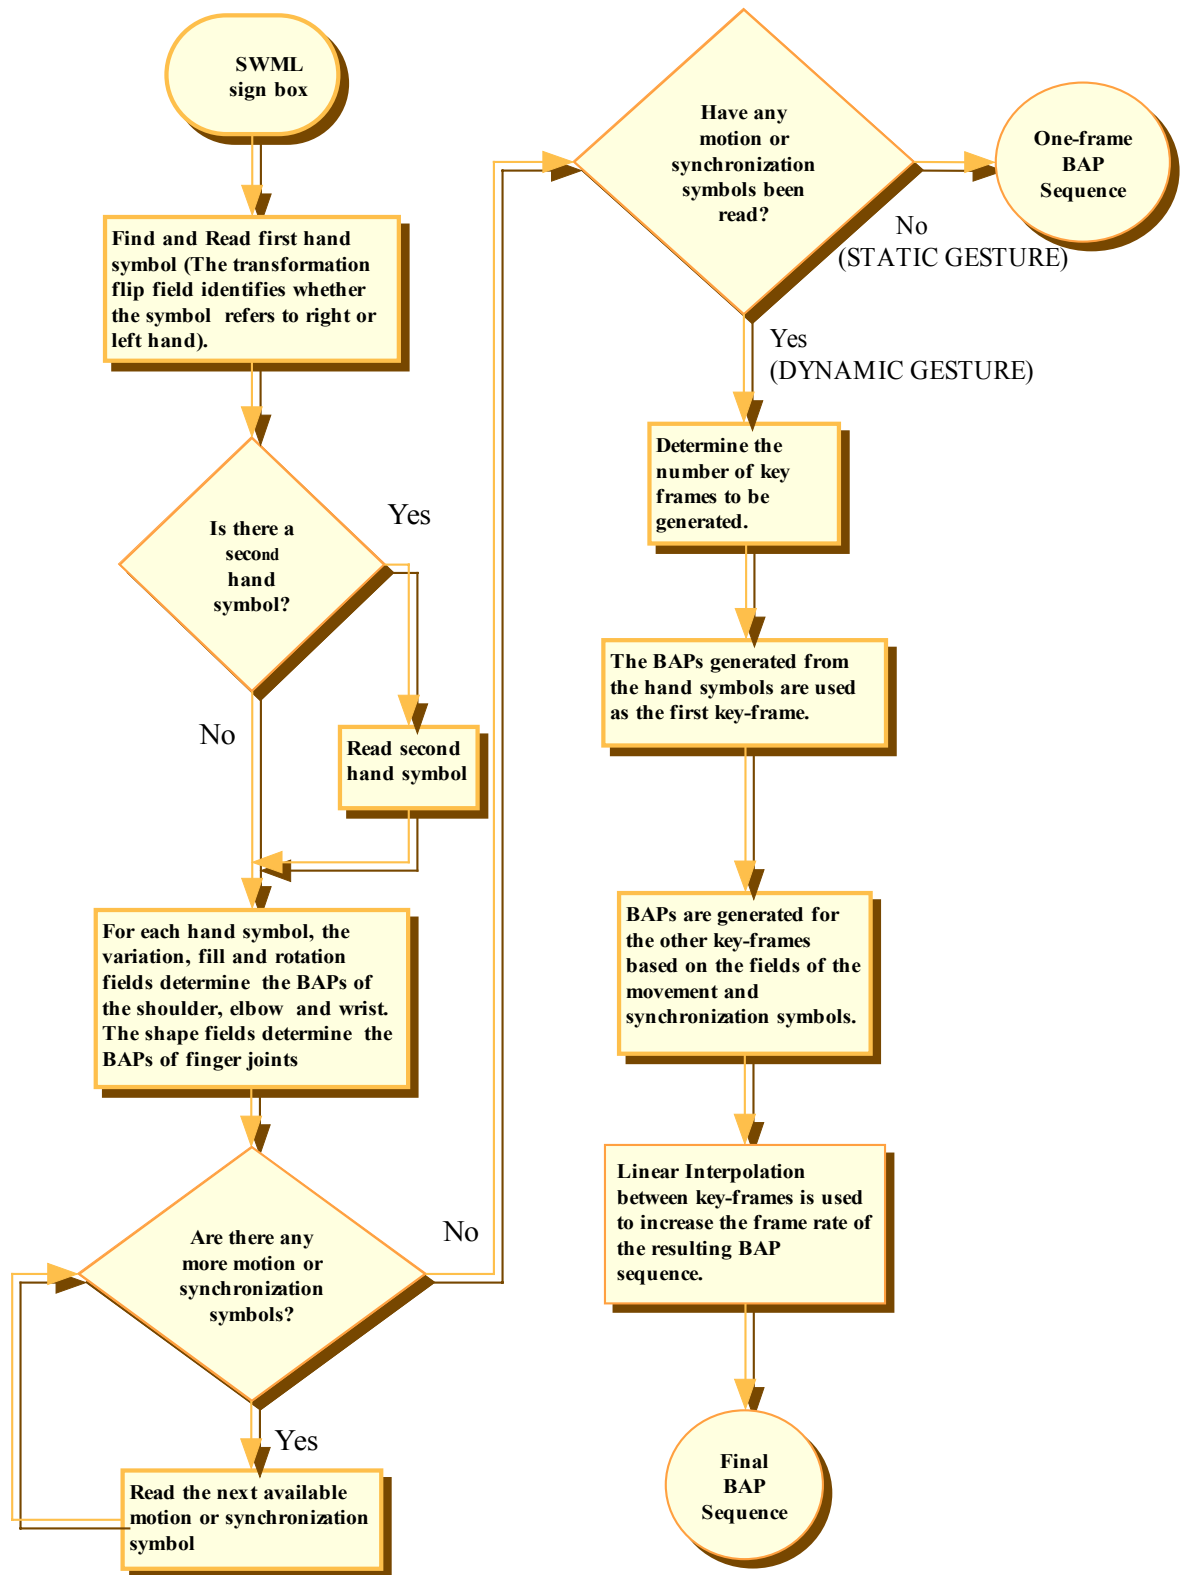 SWML
sign box
Find and Read first hand
symbol (The transformation
flip field identifies whether
the symbol refers to right or
left hand).
Is there a
second
hand
symbol?
Yes
No
Read second
hand symbol
For each hand symbol, the
variation, fill and rotation
fields determine the BAPs of
the shoulder, elbow and wrist.
The shape fields determine the
BAPs of finger joints
Are there any
more motion or
synchronization
symbols?
No
Yes
Read the next available
motion or synchronization
symbol
Have any
motion or
synchronization
symbols been
read?
One-frame
BAP
Sequence
No
(STATIC GESTURE)
Yes
(DYNAMIC GESTURE)
Determine the
number of key
frames to be
generated.
The BAPs generated from
the hand symbols are used
as the first key-frame.
BAPs are generated for
the other key-frames
based on the fields of the
movement and
synchronization symbols.
Linear Interpolation
between key-frames is used
to increase the frame rate of
the resulting BAP
sequence.
Final
BAP
Sequence